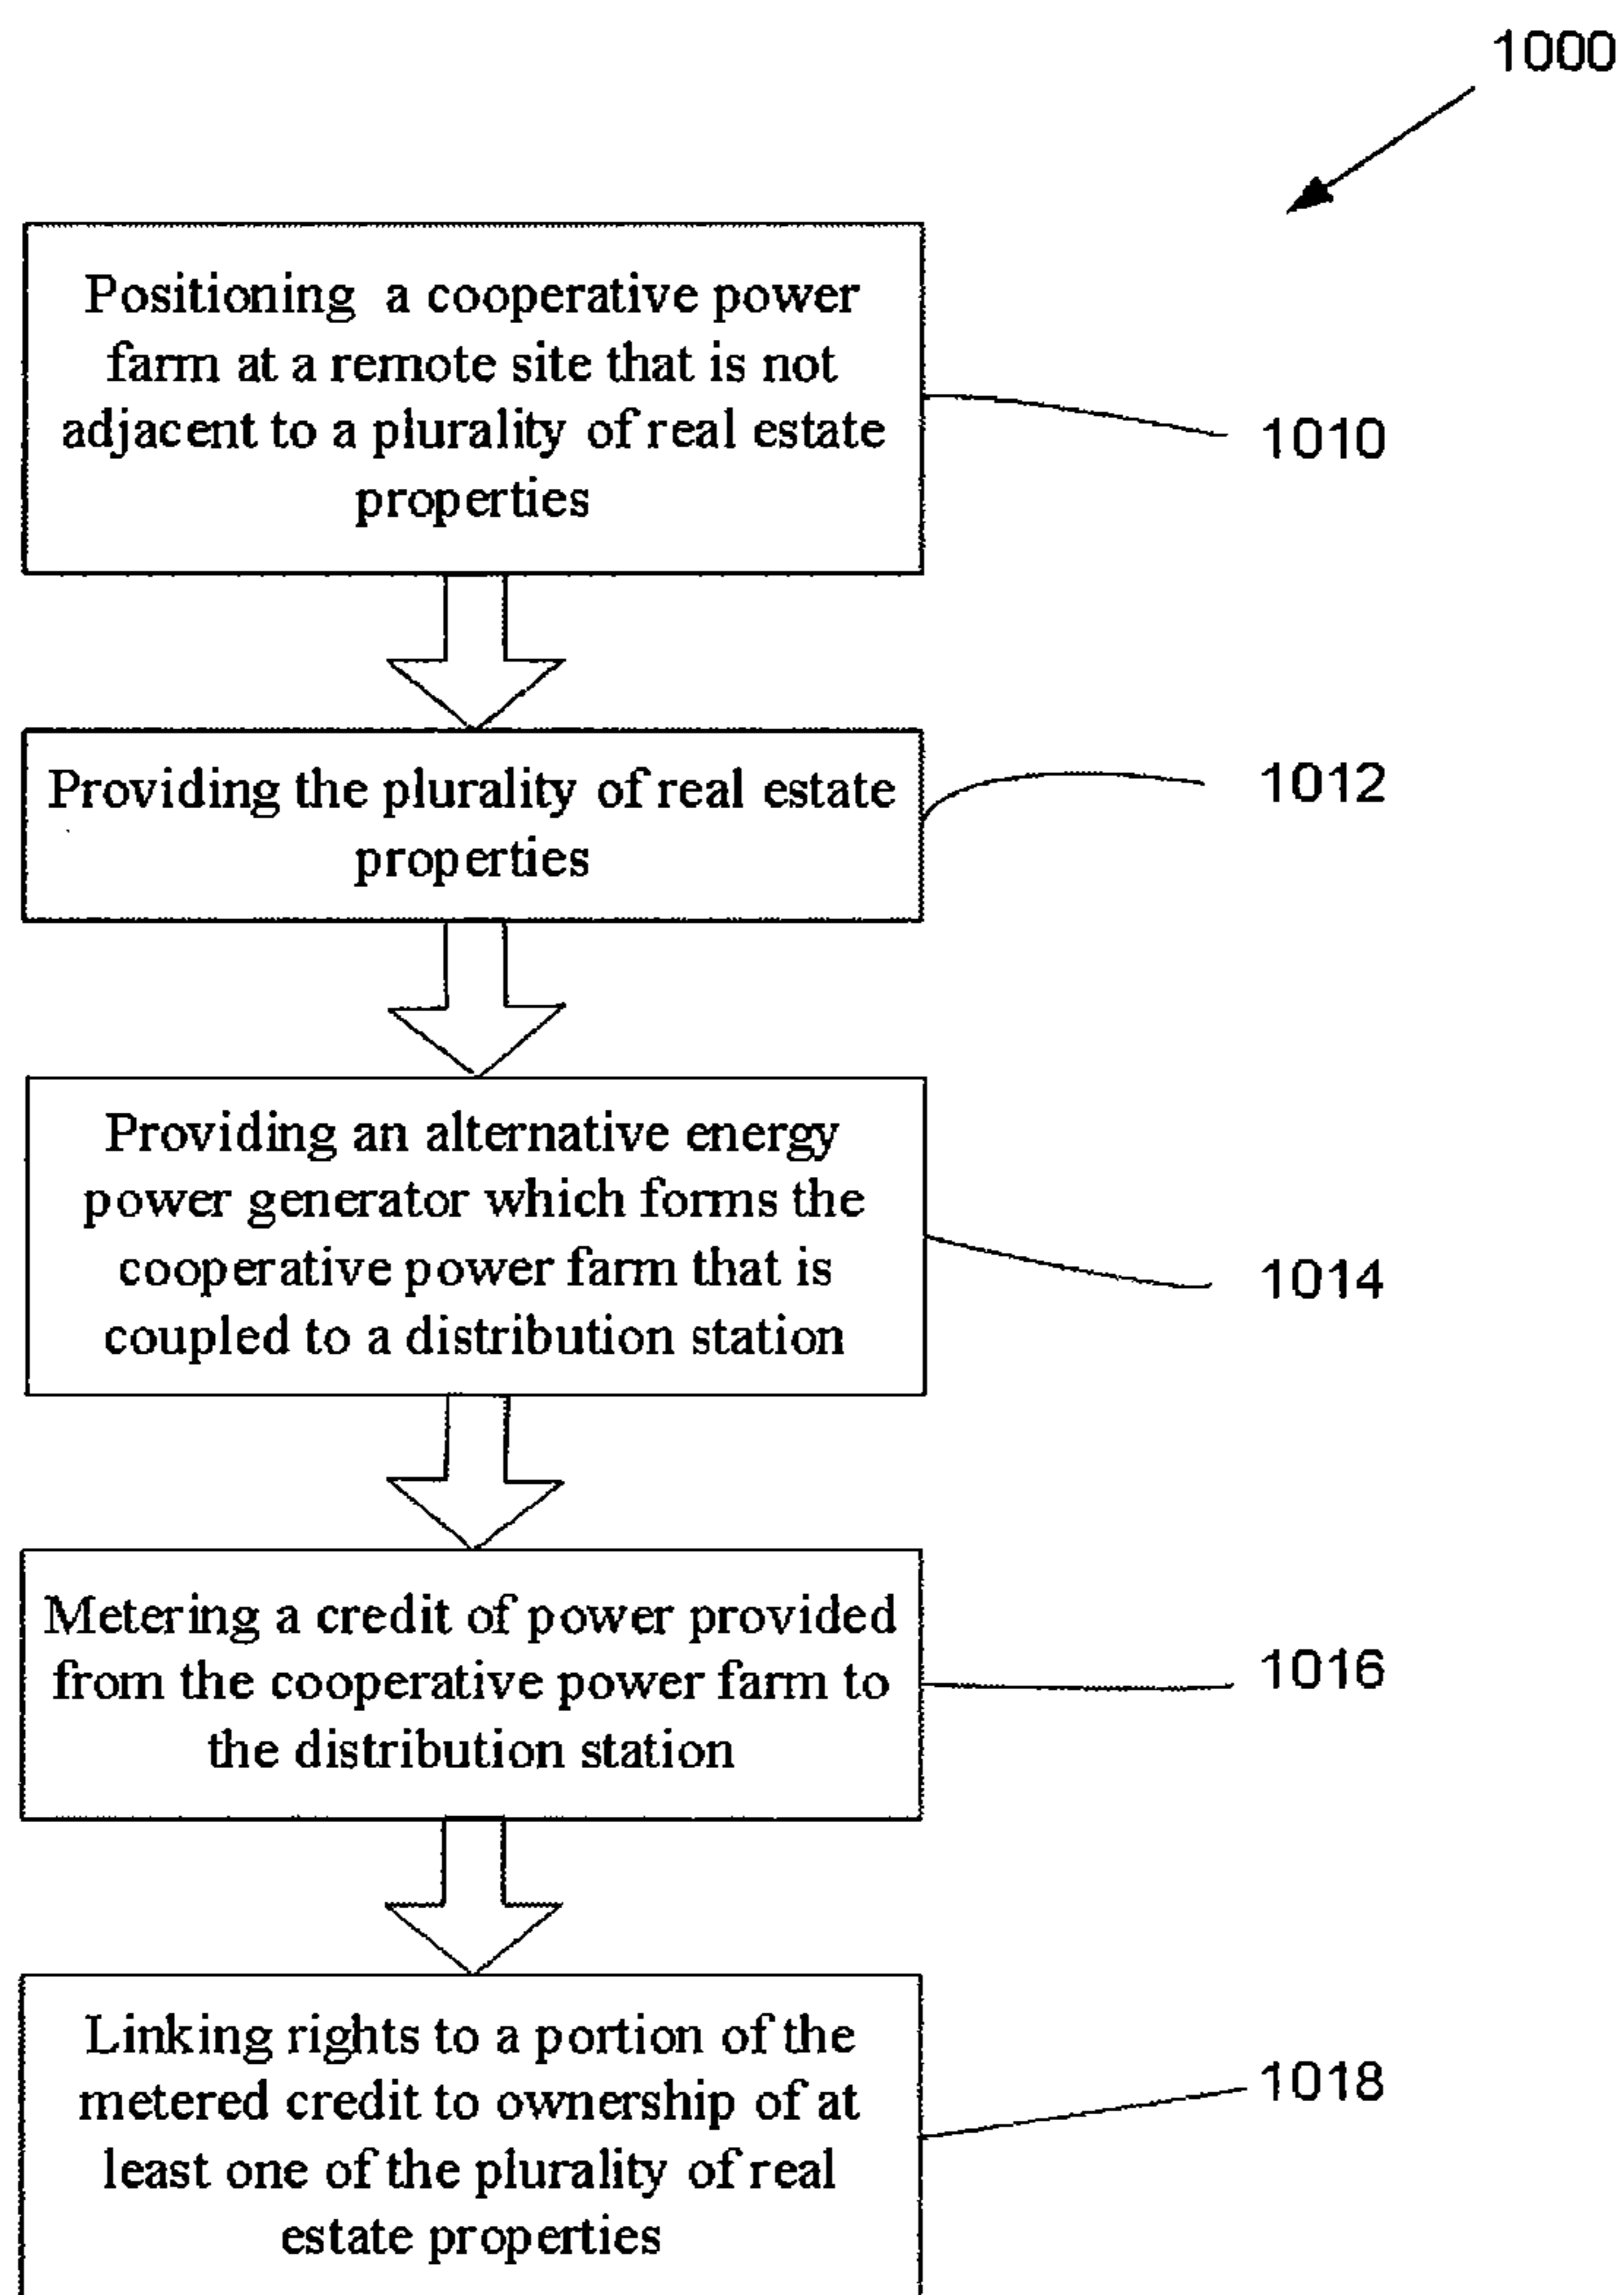 1000
Positioning a cooperative power
farm at a remote site that is not
adjacent to a plurality of real estate
properties
1010
Providing the plurality of real estate
properties
1012
Providing an alternative energy
power generator which forms the
cooperative power farm that is
coupled to a distribution station
1014
Metering a credit of power provided
from the cooperative power farm to
the distribution station
1016
Linking rights to a portion of the
metered credit to ownership of at
least one of the plurality of real
estate properties
1018